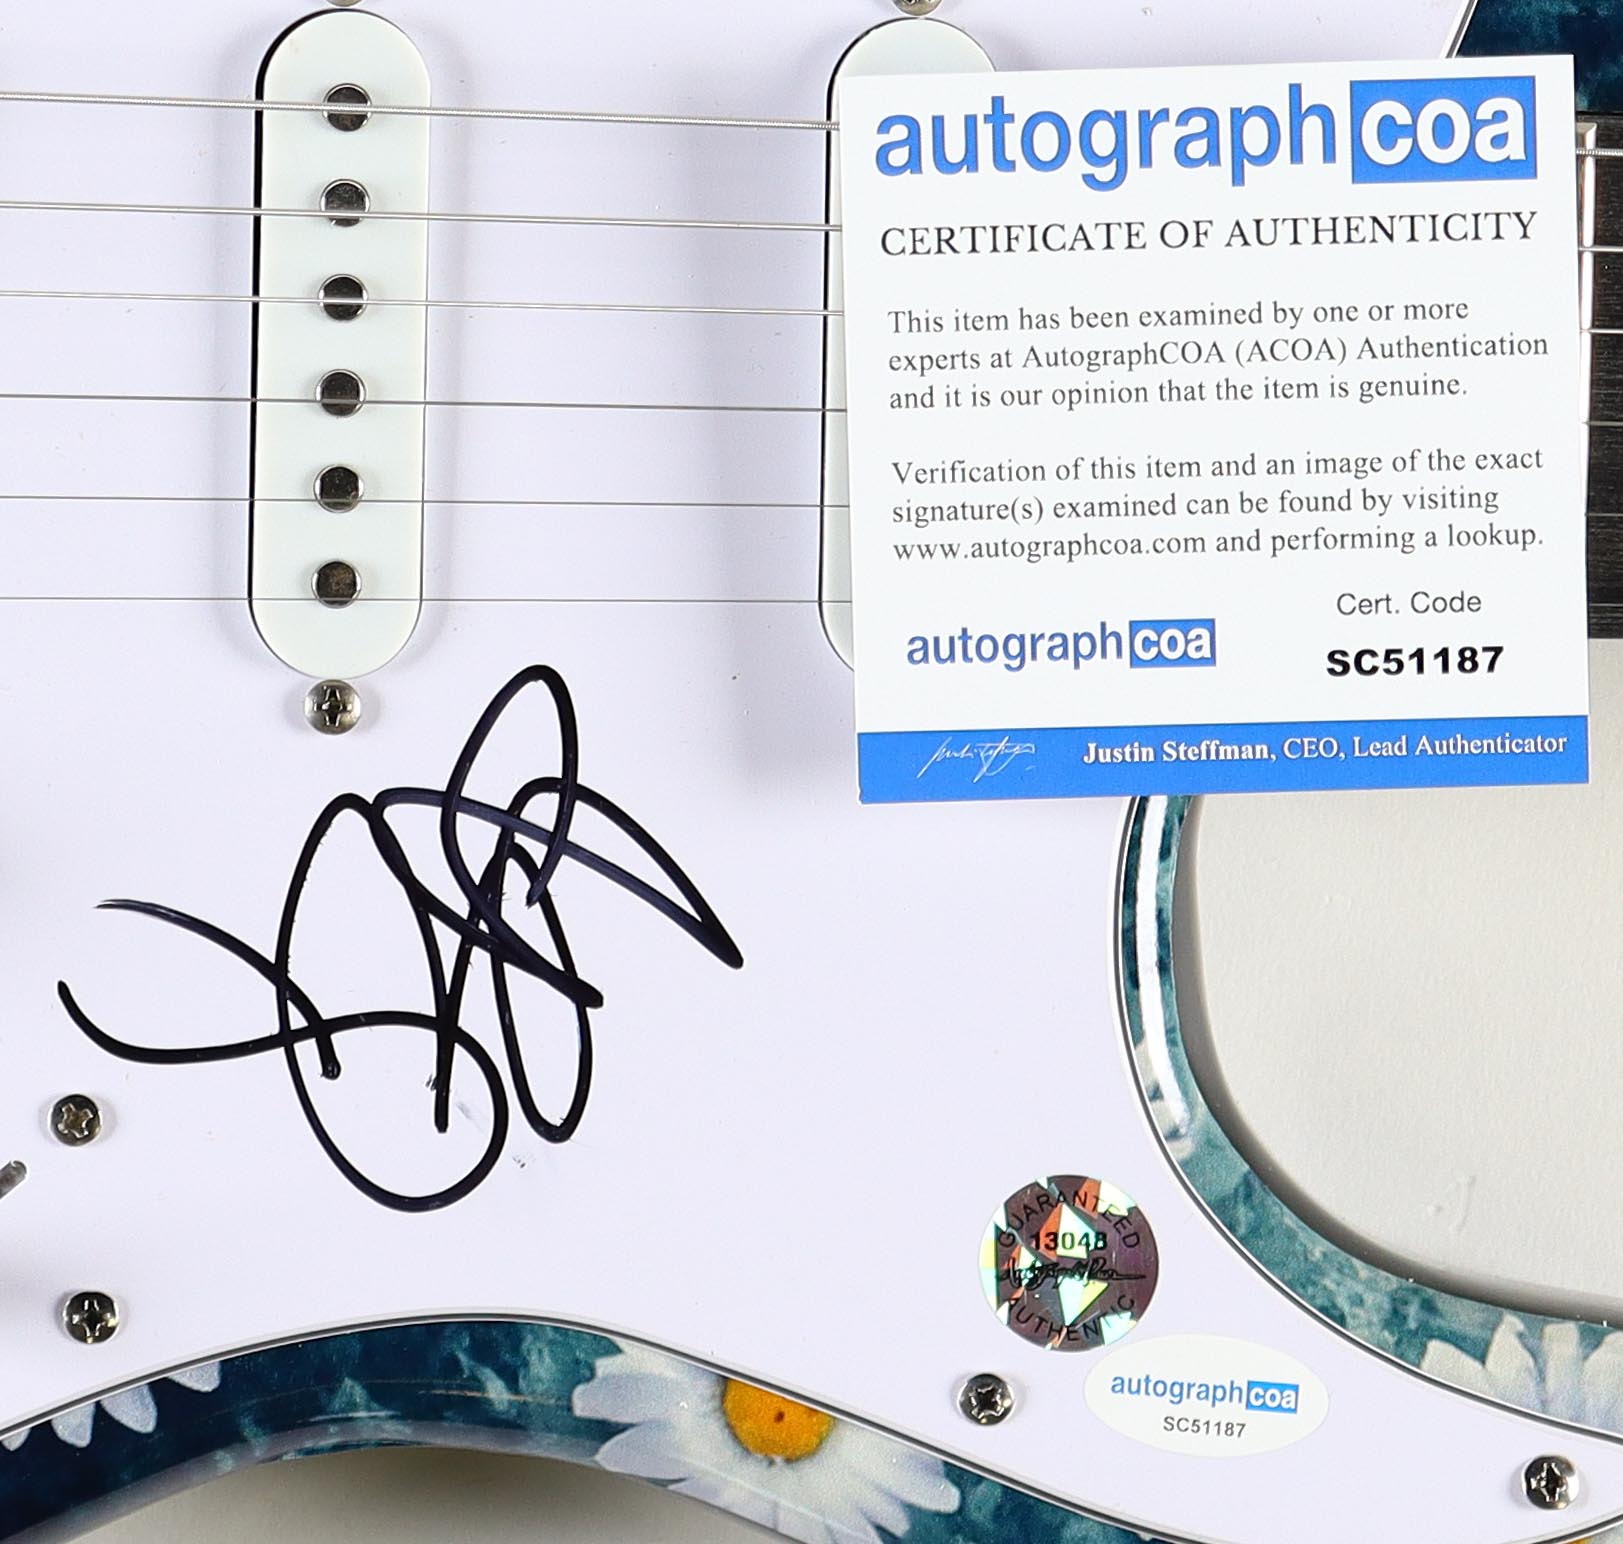 autographcoa
CERTIFICATE OF AUTHENTICITY
This item has been examined by one or more
experts at AutographCOA (ACOA) Authentication
and it is our opinion that the item is genuine.
Verification of this item and an image of the exact
signature(s) examined can be found by visiting
www.autographcoa.com and performing a lookup.
Cert. Code
autographcoa
SC51187
Justin Steffman, CEO, Lead Authenticator
GUARANTEED
13048
AUTHENTIC
autographcoa
SC51187